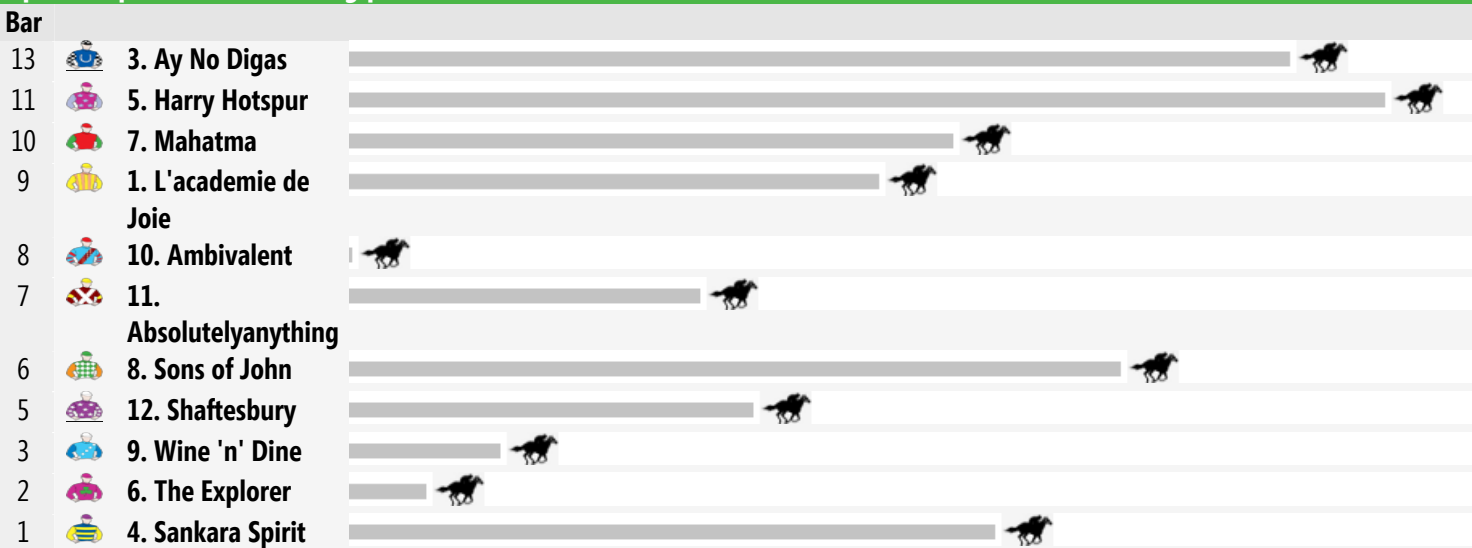 Bar
13 3. Ay No Digas
11 5. Harry Hotspur
10 7. Mahatma
9 1. L'academie de
Joie
8 10. Ambivalent
7 11.
Absolutelyanything
6 8. Sons of John
5 12. Shaftesbury
3 9. Wine 'n' Dine
2 6. The Explorer
1 4. Sankara Spirit